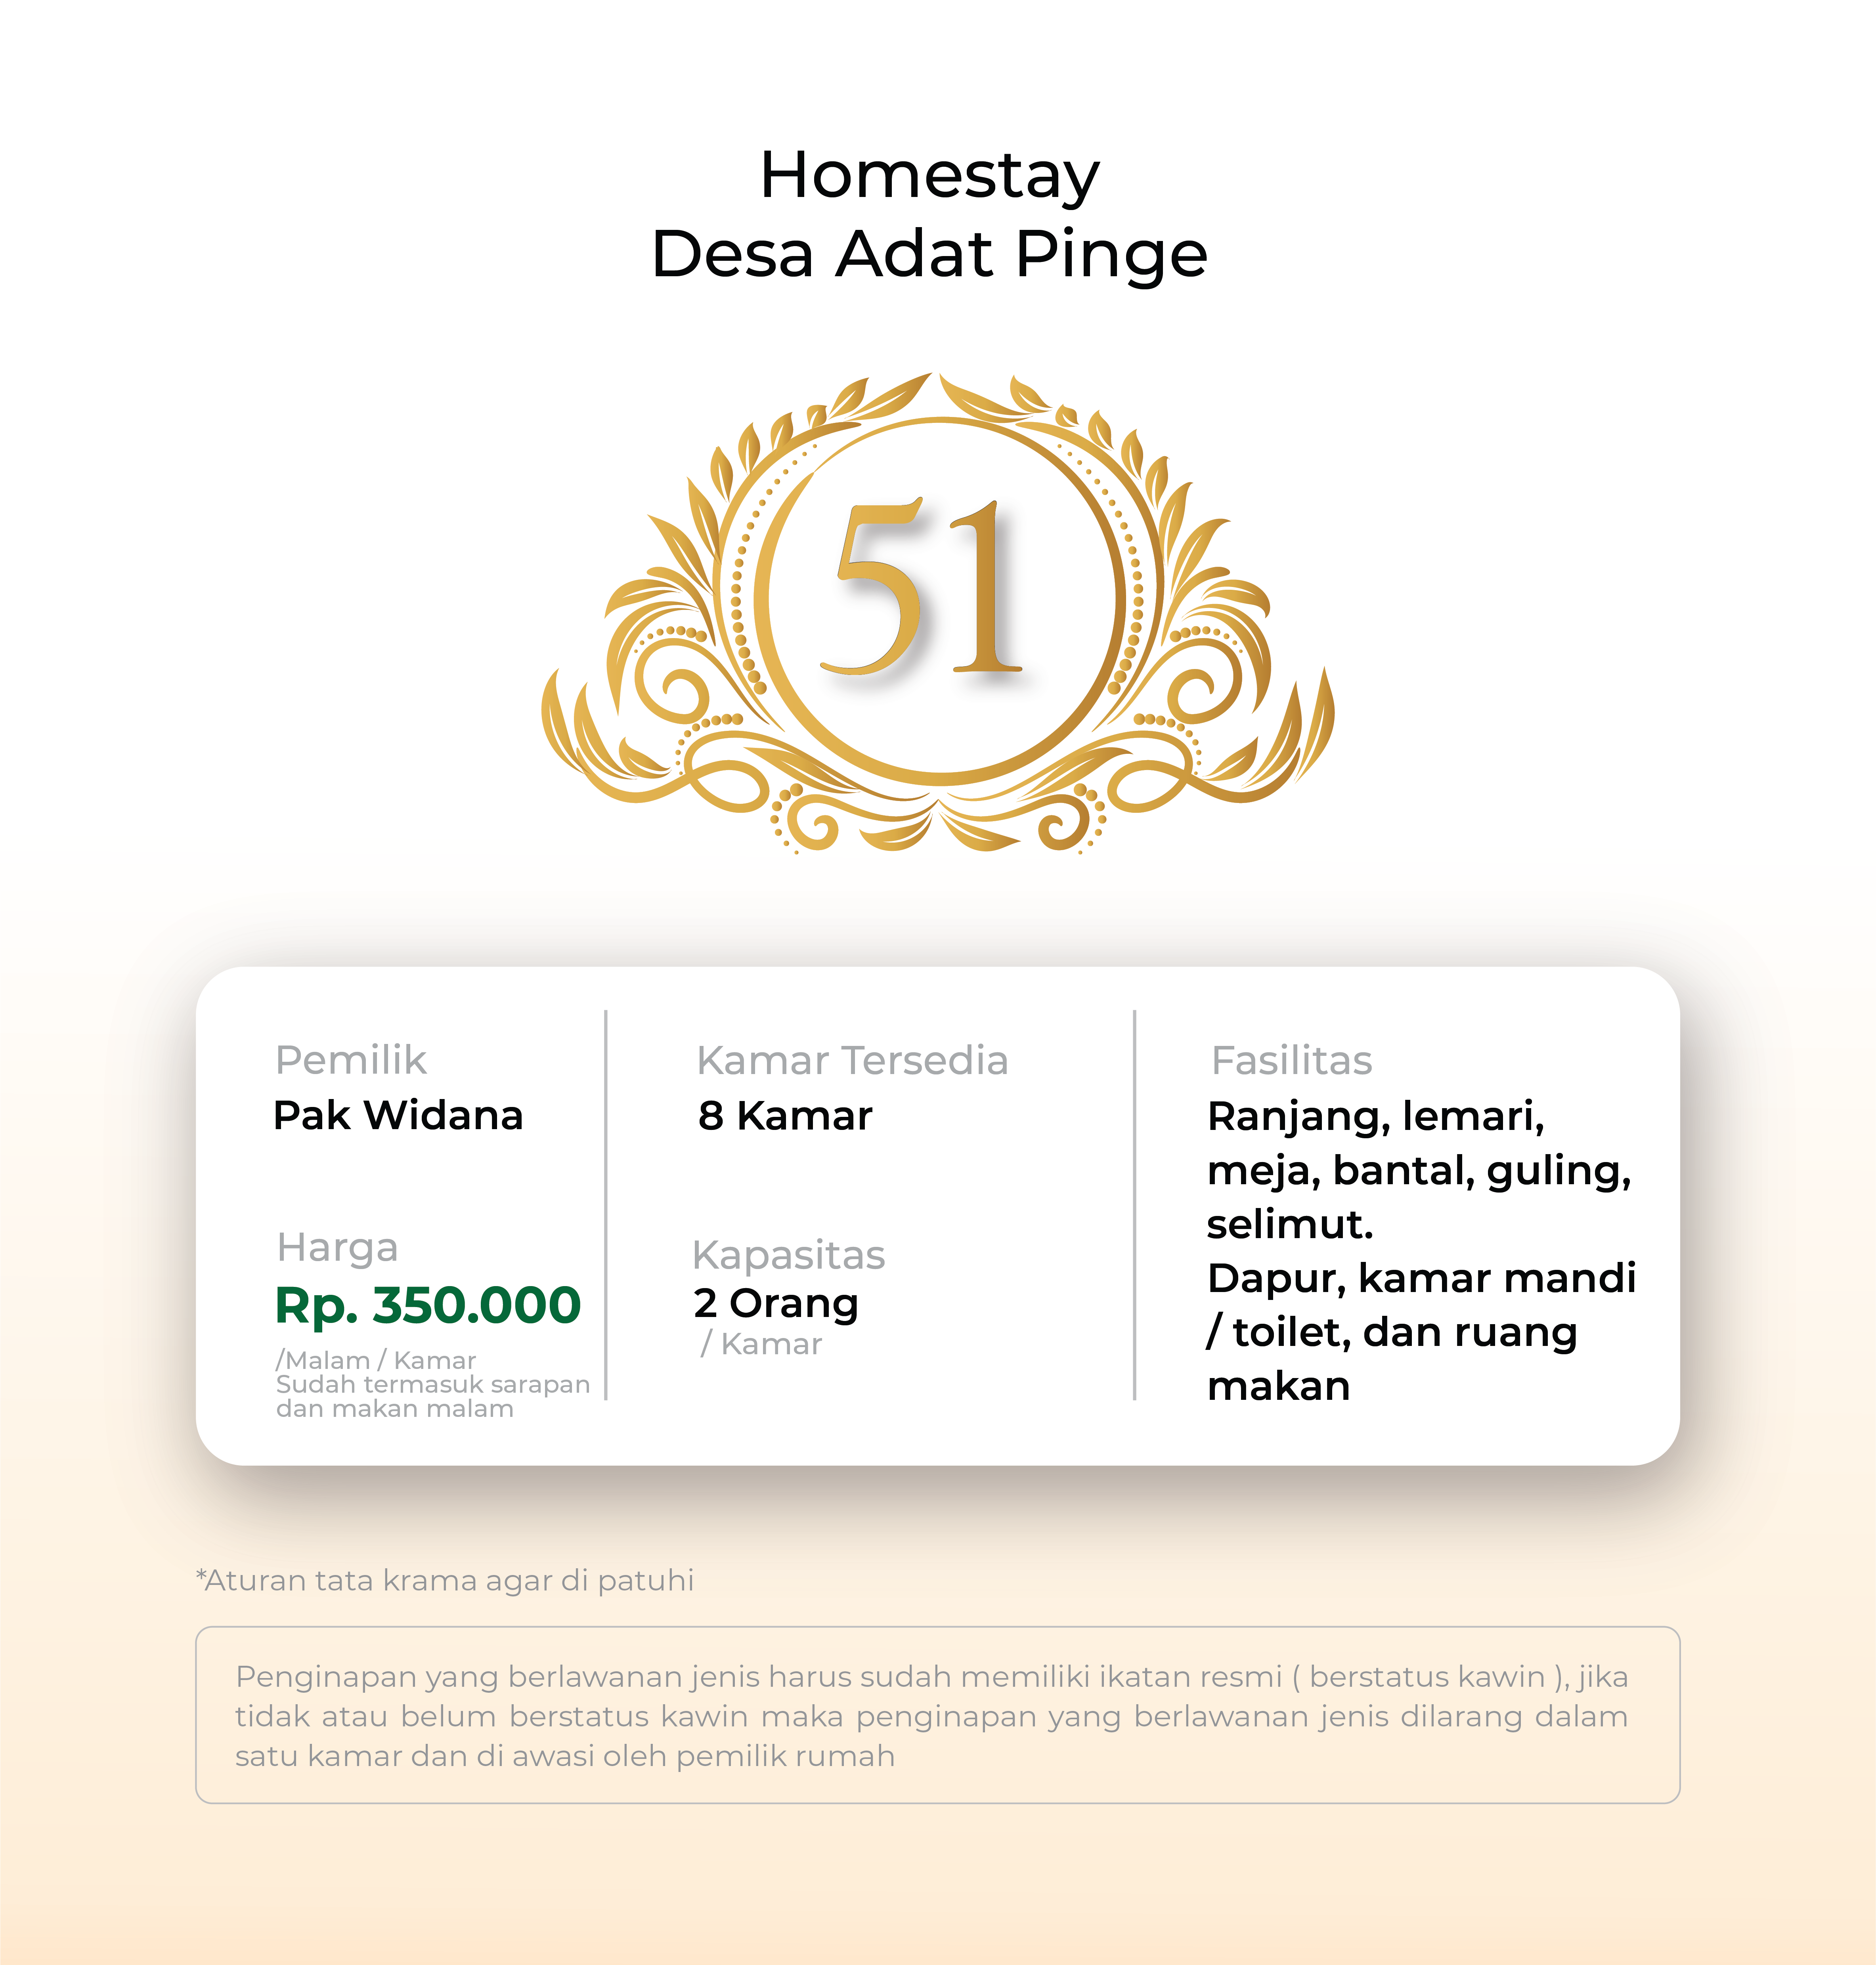 Homestay
Desa Adat Pinge
51
Pemilik
Pak Widana
Harga
Rp. 350.000
/Malam / Kamar
Sudah termasuk sarapan
dan makan malam
Kamar Tersedia
8 Kamar
Kapasitas
2 Orang
/ Kamar
Fasilitas
Ranjang, lemari,
meja, bantal, guling,
selimut.
Dapur, kamar mandi
/ toilet, dan ruang
makan
*Aturan tata krama agar di patuhi
Penginapan yang berlawanan jenis harus sudah memiliki ikatan resmi ( berstatus kawin ), jika
tidak atau belum berstatus kawin maka penginapan yang berlawanan jenis dilarang dalam
satu kamar dan di awasi oleh pemilik rumah